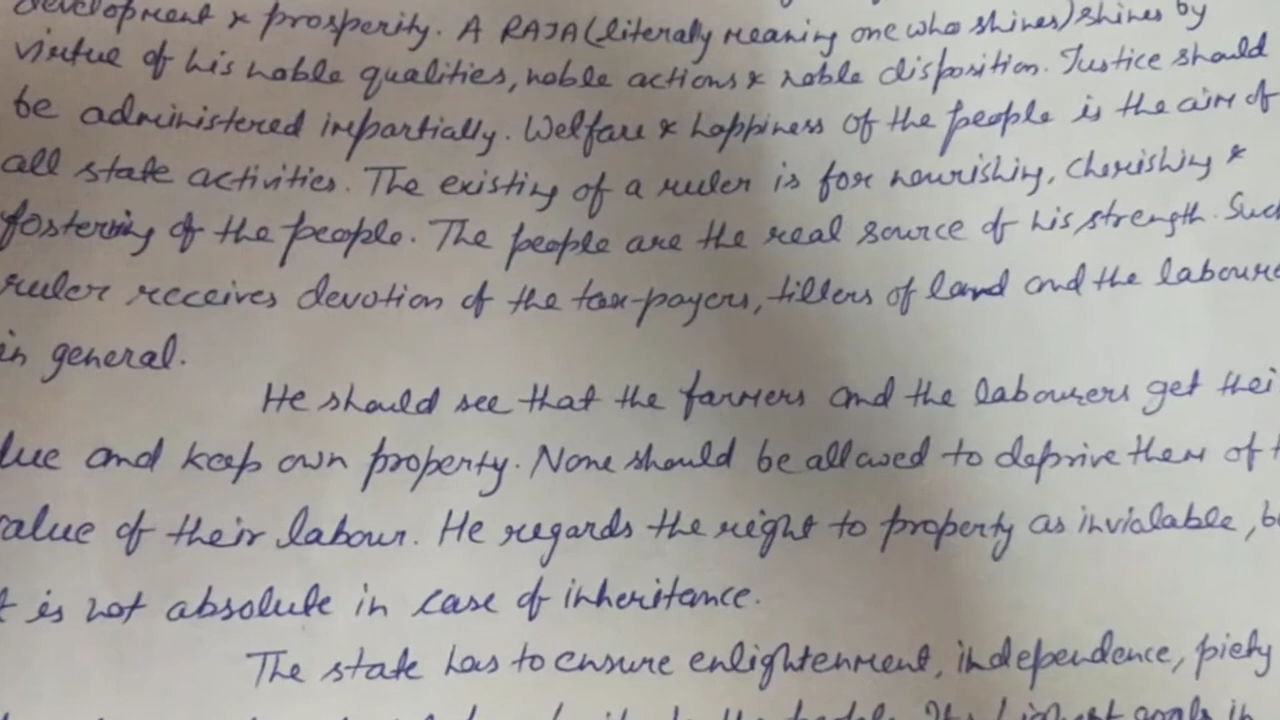 development & prosperity. A RAJA (literally meaning one who shines) shines by
virtue of his noble qualities, noble actions & noble disposition. Justice should
be administered impartially. Welfare & happiness of the people is the aim of
all state activities. The existing of a ruler is for nourishing, cherishing &
fostering of the people. The people are the real source of his strength. Such
ruler receives devotion of the tax-payers, tillers of land and the laboure
in general.
He should see that the farmers and the labourers get thei
due and keep own property. None should be allowed to deprive them of t
value of their labour. He regards the right to property as inviolable, bu
t is not absolute in case of inheritance.
The state has to ensure enlightenment, independence, piety